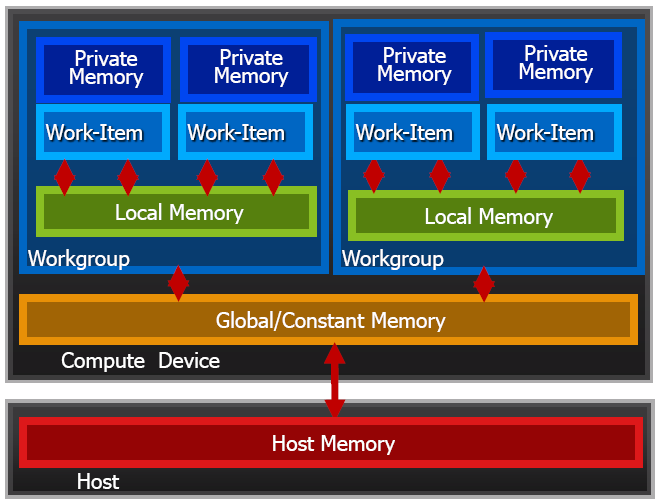 Private
Memory
Private
Memory
Private
Memory
Private
Memory
Work-Item
Work-Item
Work-Item
Work-Item
Local Memory
Local Memory
Workgroup
Workgroup
Global/Constant Memory
Compute Device
Host Memory
Host